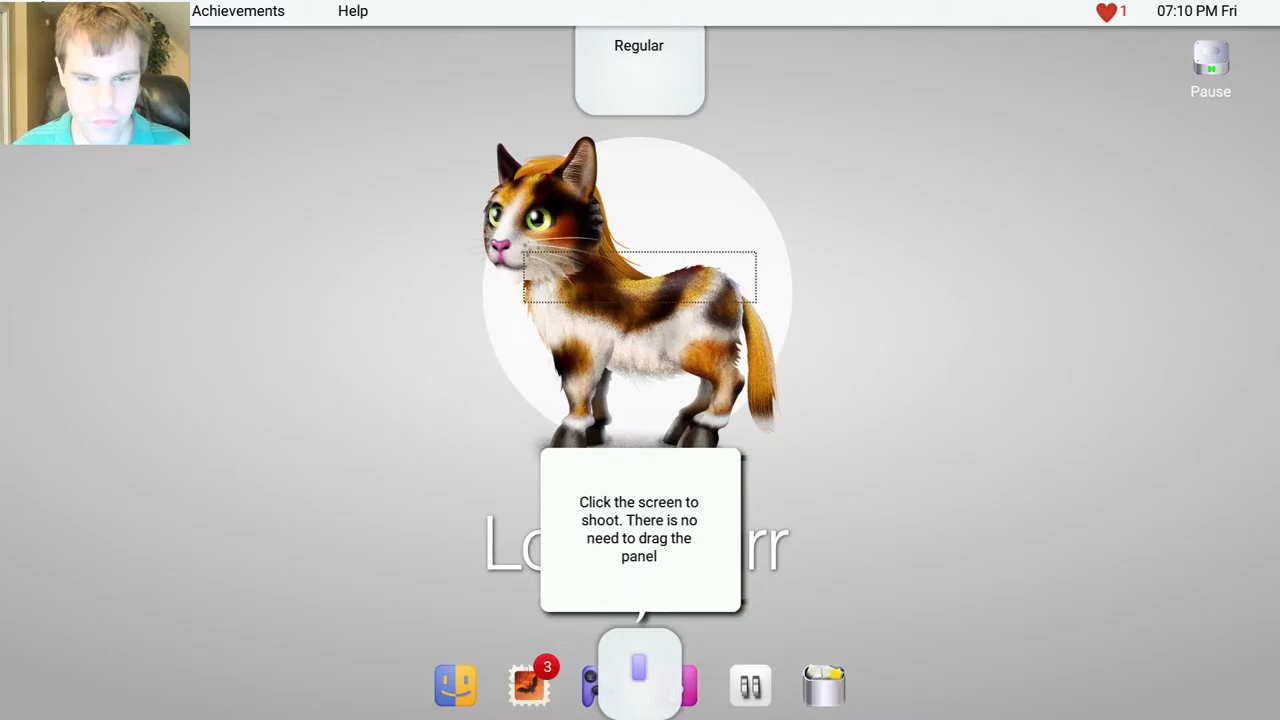 Achievements Help 1 07:10 PM Fri
Regular
Pause
Click the screen to
shoot. There is no
need to drag the
panel
3